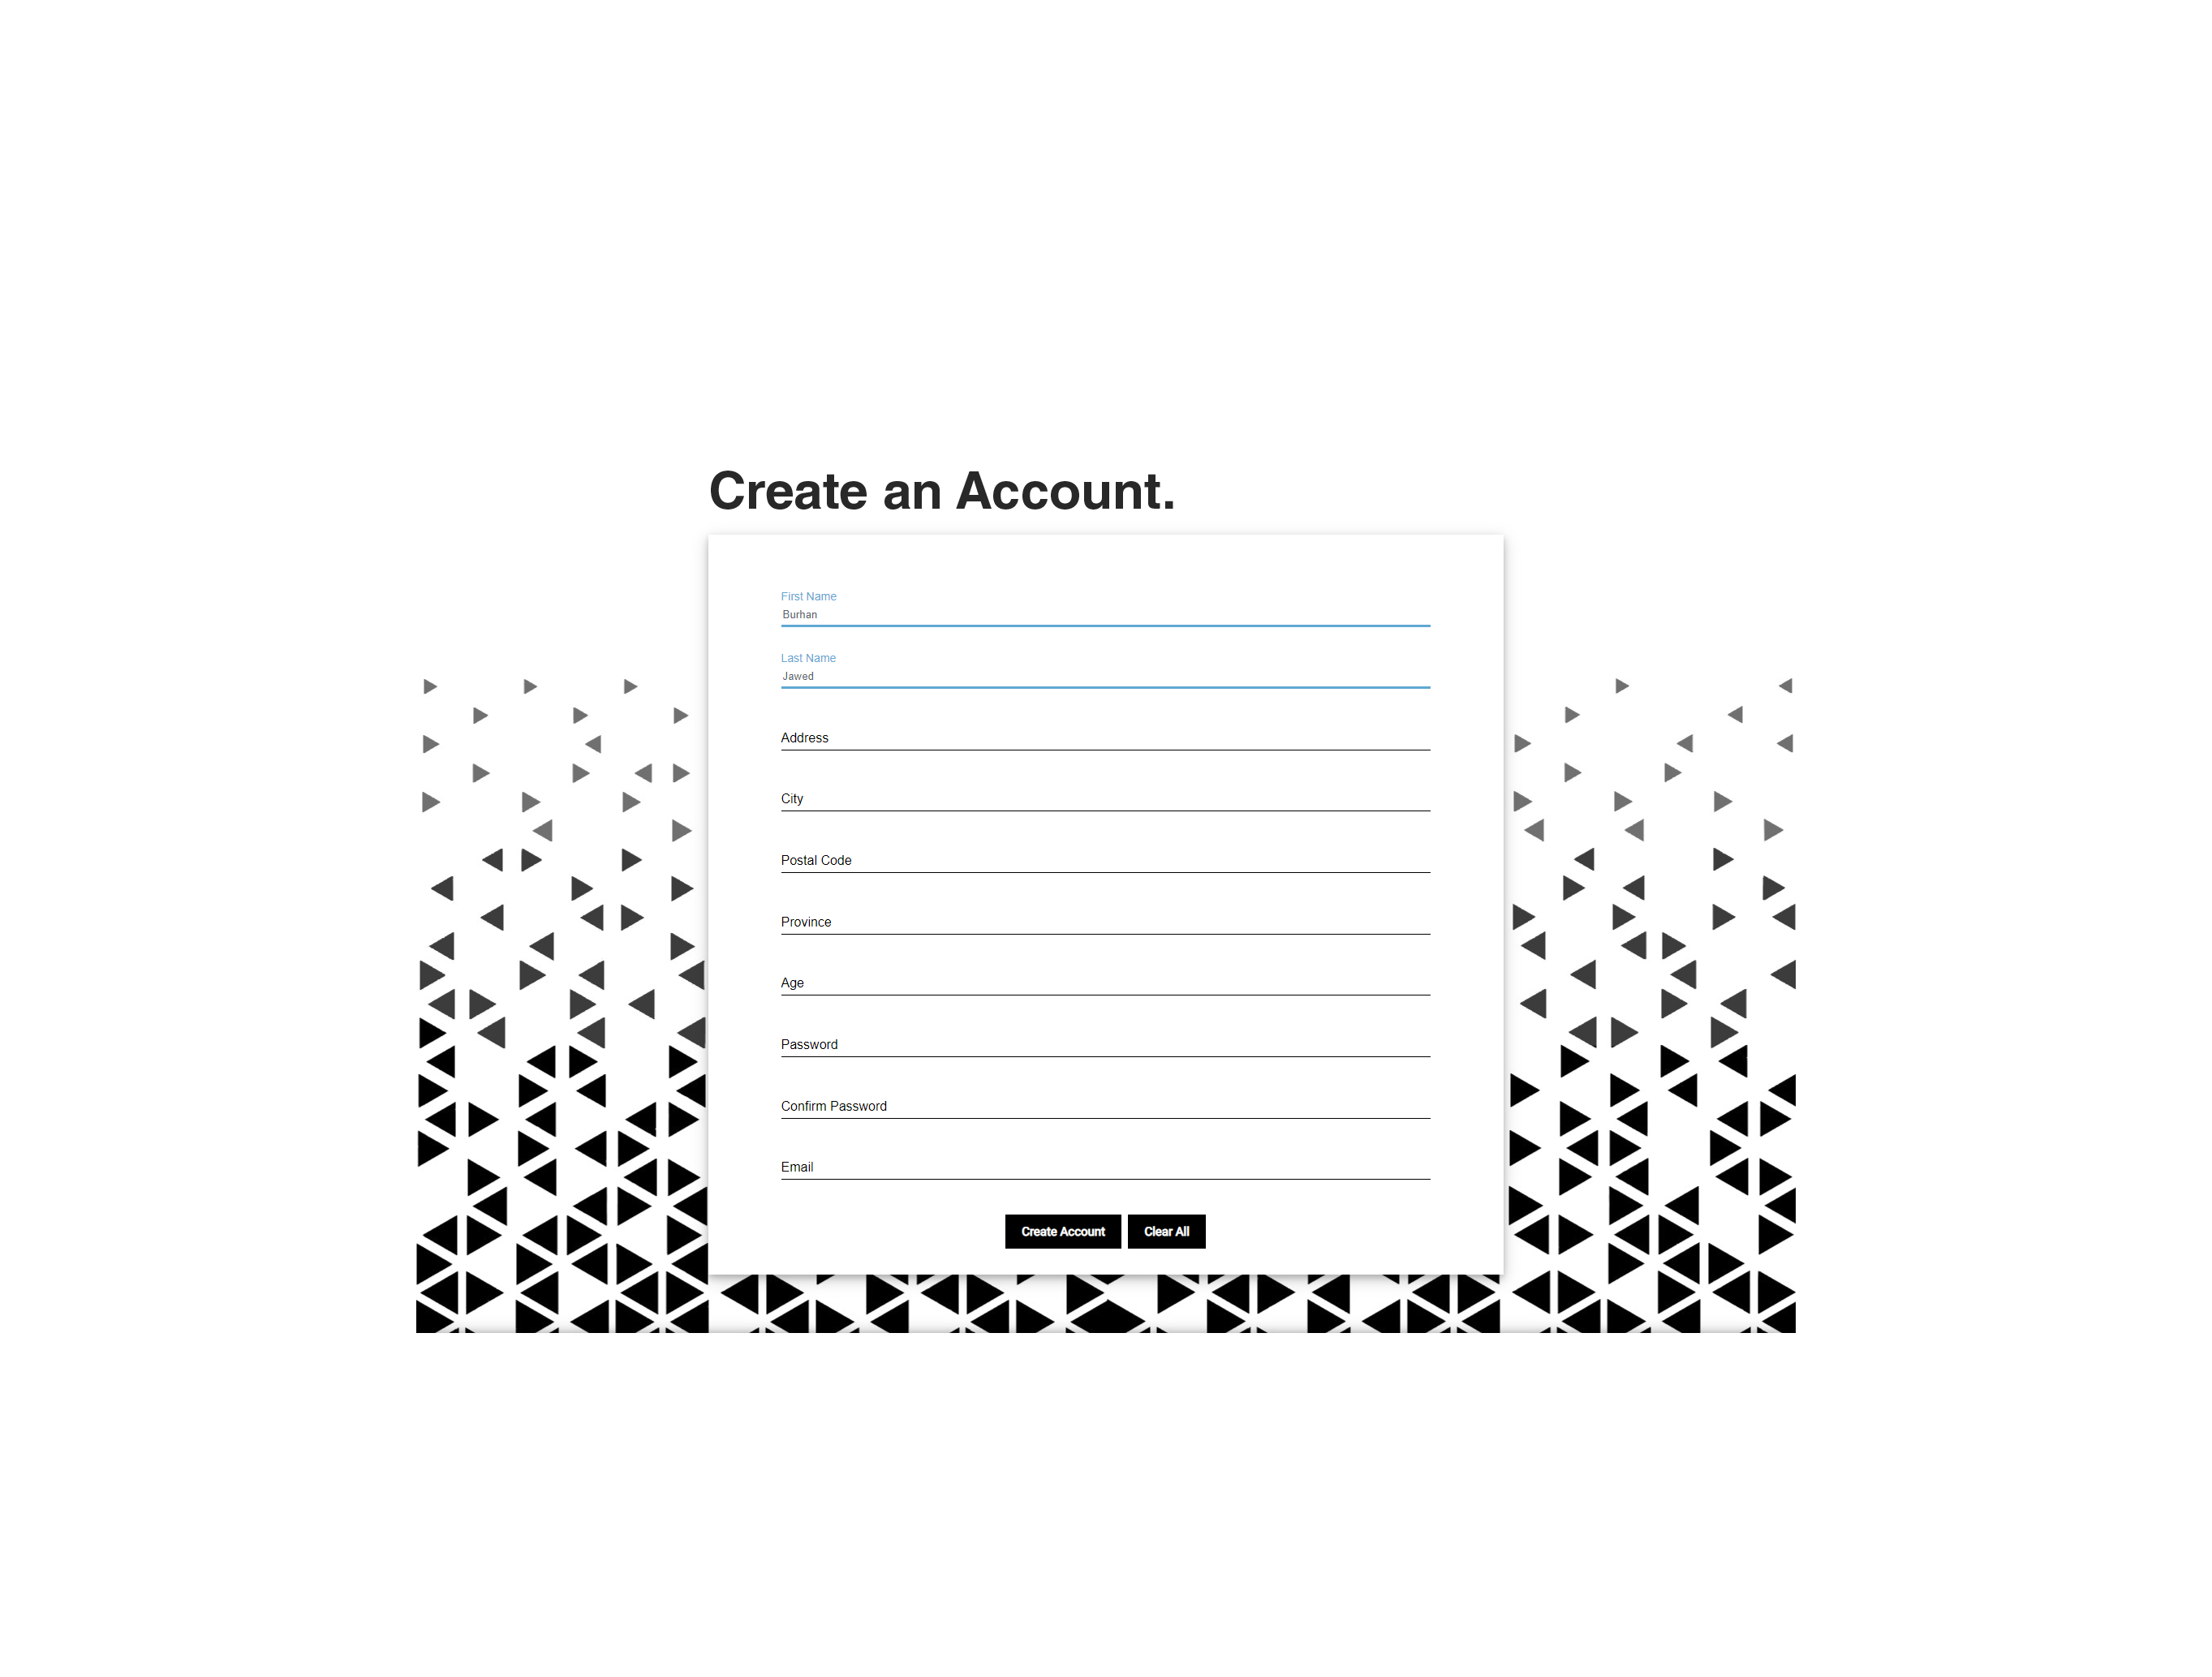 Create an Account.
First Name
Burhan
Last Name
Jawed
Address
City
Postal Code
Province
Age
Password
Confirm Password
Email
Create Account Clear All